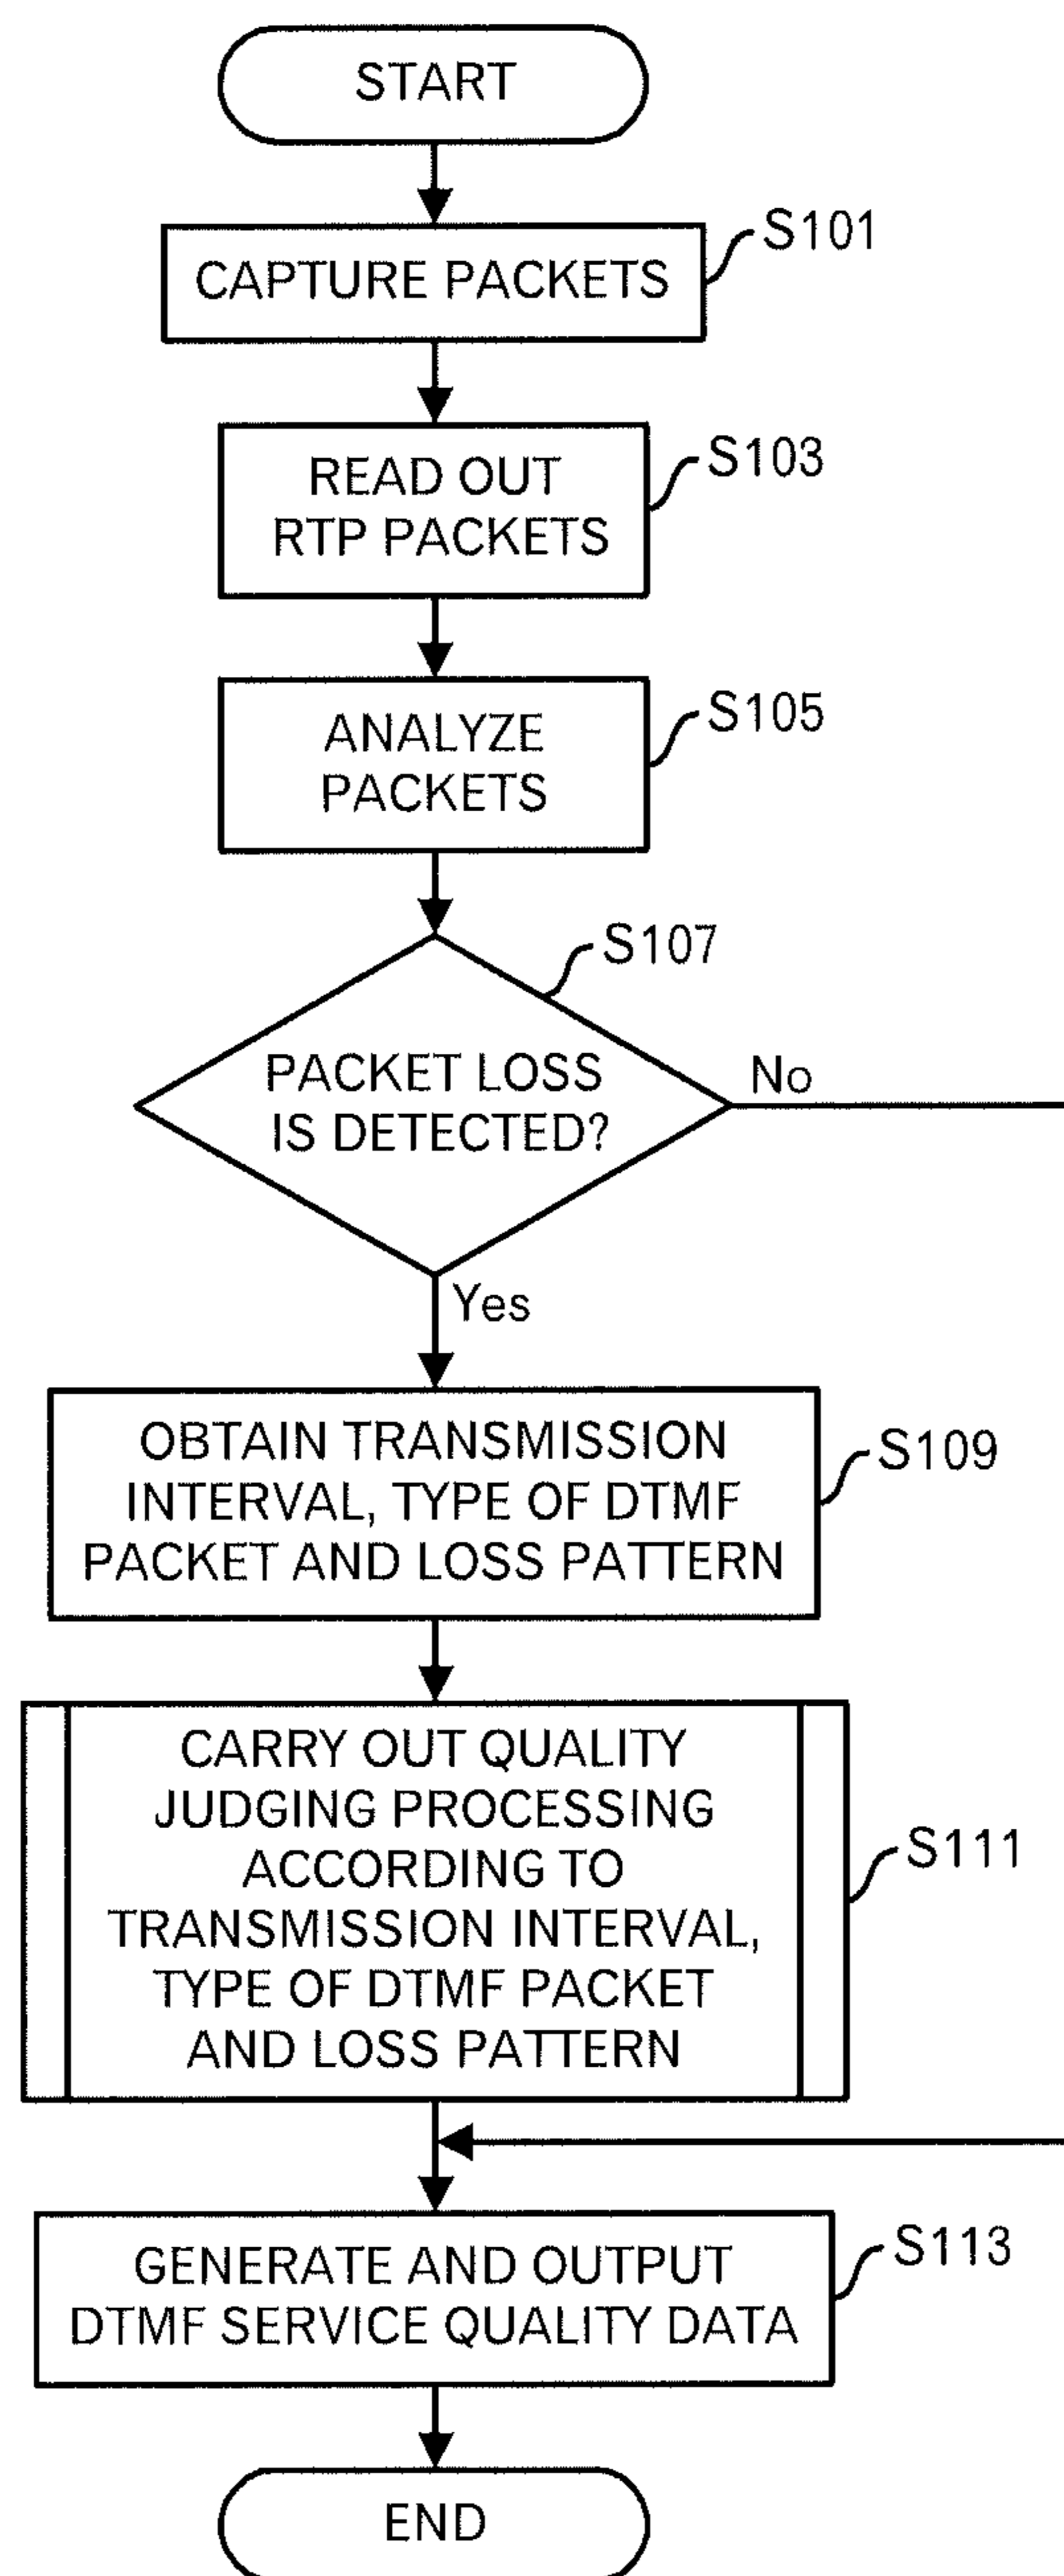 START
S101
CAPTURE PACKETS
S103
READ OUT
RTP PACKETS
S105
ANALYZE
PACKETS
S107
PACKET LOSS
IS DETECTED?
No
Yes
S109
OBTAIN TRANSMISSION
INTERVAL, TYPE OF DTMF
PACKET AND LOSS PATTERN
S111
CARRY OUT QUALITY
JUDGING PROCESSING
ACCORDING TO
TRANSMISSION INTERVAL,
TYPE OF DTMF PACKET
AND LOSS PATTERN
S113
GENERATE AND OUTPUT
DTMF SERVICE QUALITY DATA
END